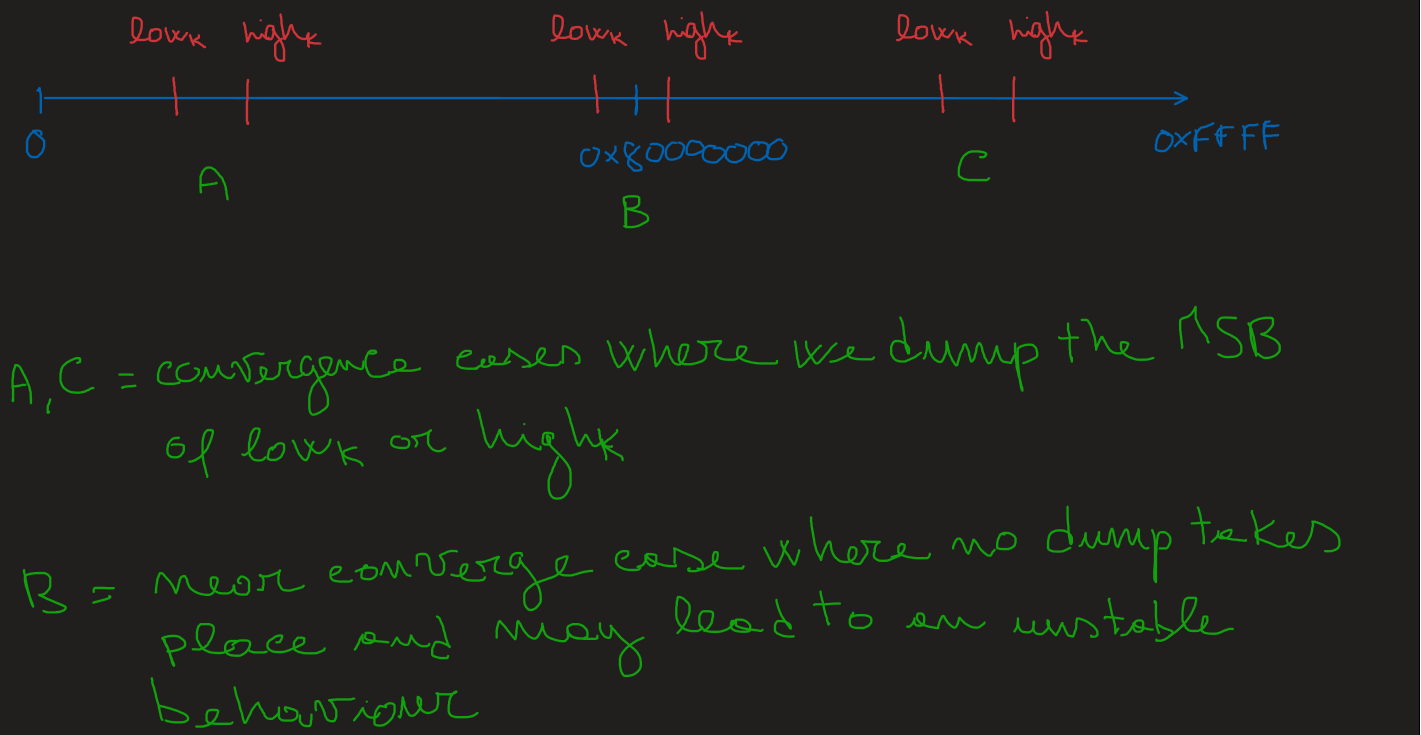 low_K high_K low_K high_K low_K high_K
0 0x80000000 0xFFFF
A B C
A, C = convergence cases where we dump the MSB
of low_K or high_K
B = near converge case where no dump takes
place and may lead to an unstable
behaviour